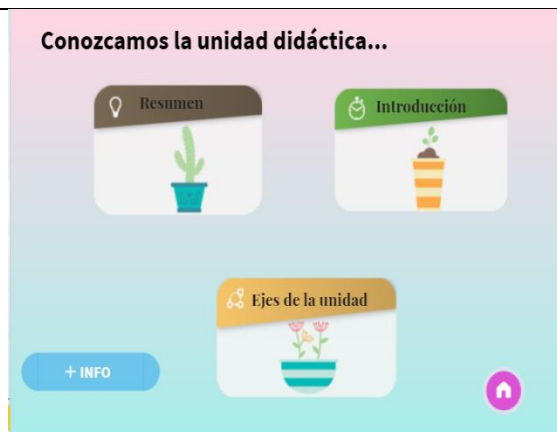 Conozcamos la unidad didáctica...
Resumen
Introducción
Ejes de la unidad
+ INFO